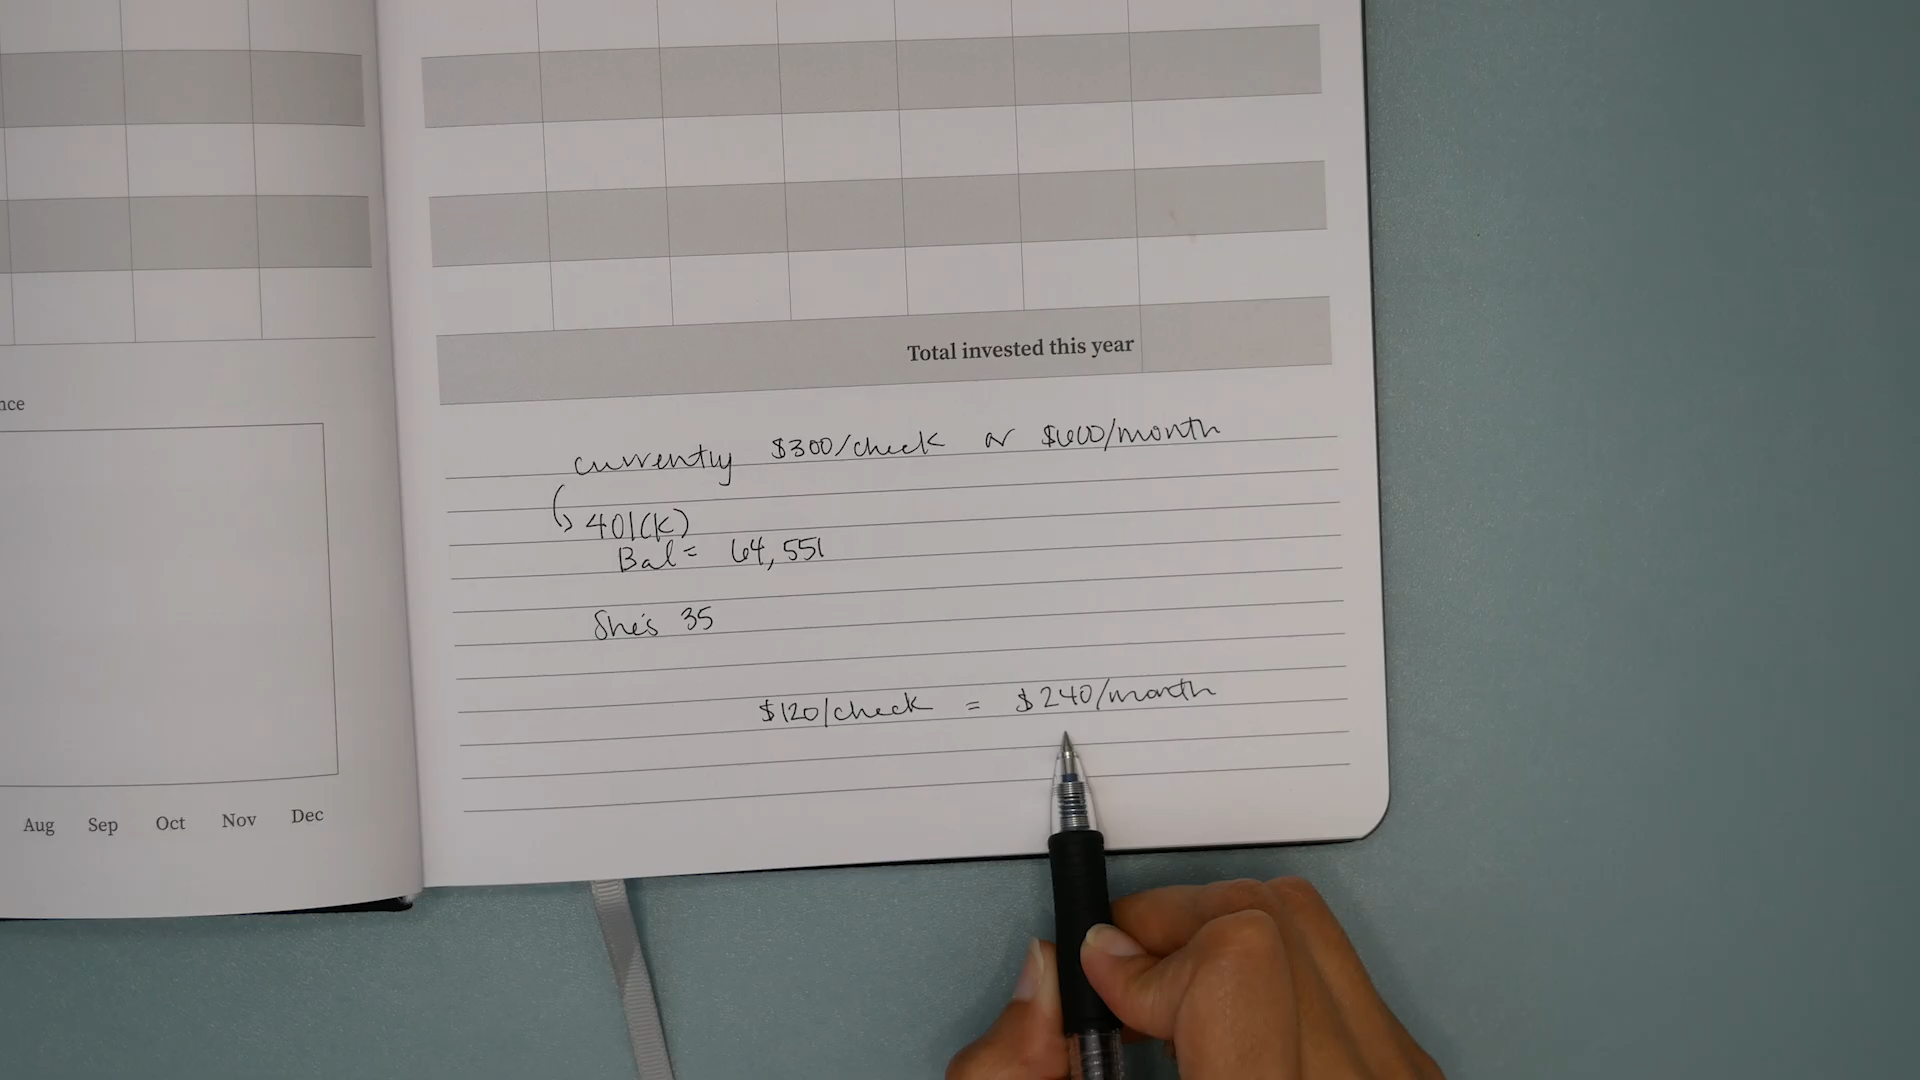 Total invested this year
nce
currently $300/check or $600/month
401(k)
Bal = 64,551
She's 35
$120/check = $240/month
Aug Sep Oct Nov Dec